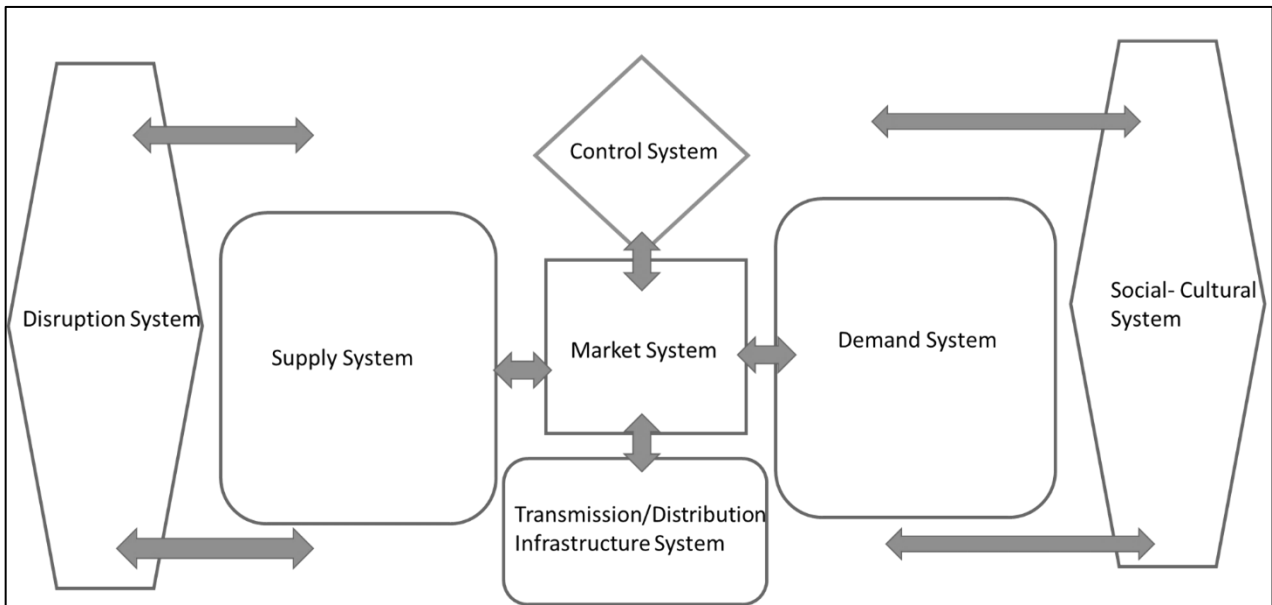 Control System
Disruption System
Supply System
Market System
Demand System
Social- Cultural
System
Transmission/Distribution
Infrastructure System